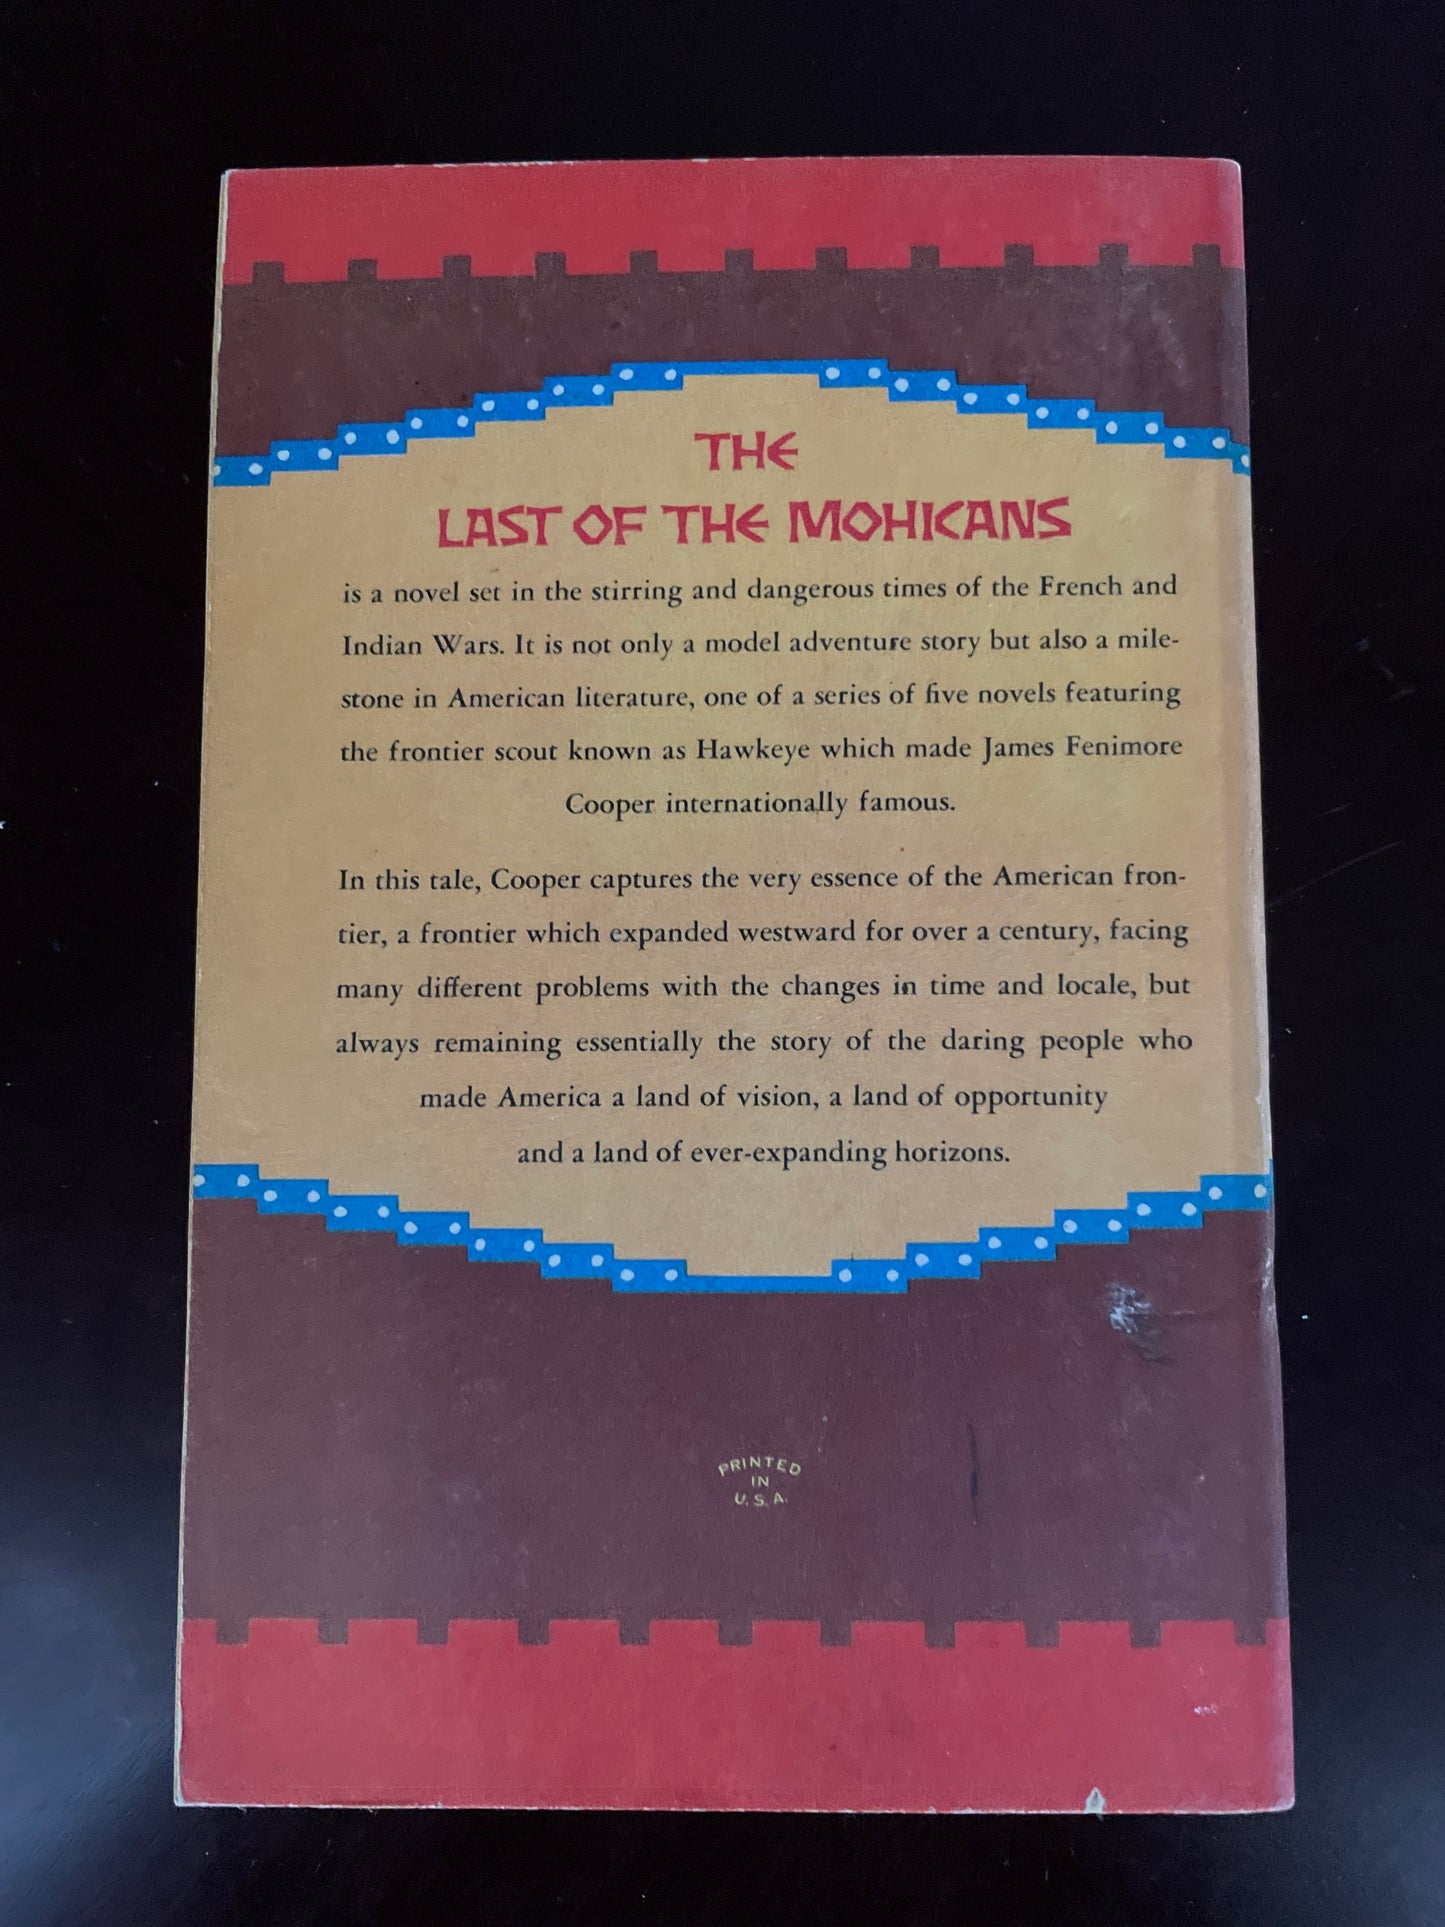 THE
LAST OF THE MOHICANS
is a novel set in the stirring and dangerous times of the French and
Indian Wars. It is not only a model adventure story but also a mile-
stone in American literature, one of a series of five novels featuring
the frontier scout known as Hawkeye which made James Fenimore
Cooper internationally famous.
In this tale, Cooper captures the very essence of the American fron-
tier, a frontier which expanded westward for over a century, facing
many different problems with the changes in time and locale, but
always remaining essentially the story of the daring people who
made America a land of vision, a land of opportunity
and a land of ever-expanding horizons.
PRINTED
IN
U. S. A.